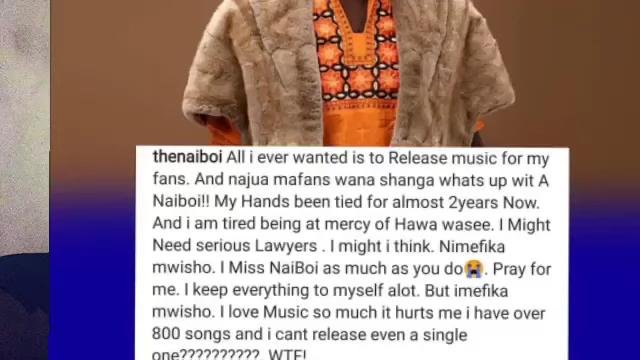 thenaiboi All i ever wanted is to Release music for my
fans. And najua mafans wana shanga whats up wit A
Naiboi!! My Hands been tied for almost 2years Now.
And i am tired being at mercy of Hawa wasee. I Might
Need serious Lawyers . I might i think. Nimefika
mwisho. I Miss NaiBoi as much as you do😭. Pray for
me. I keep everything to myself alot. But imefika
mwisho. I love Music so much it hurts me i have over
800 songs and i cant release even a single
one?????????? WTF!